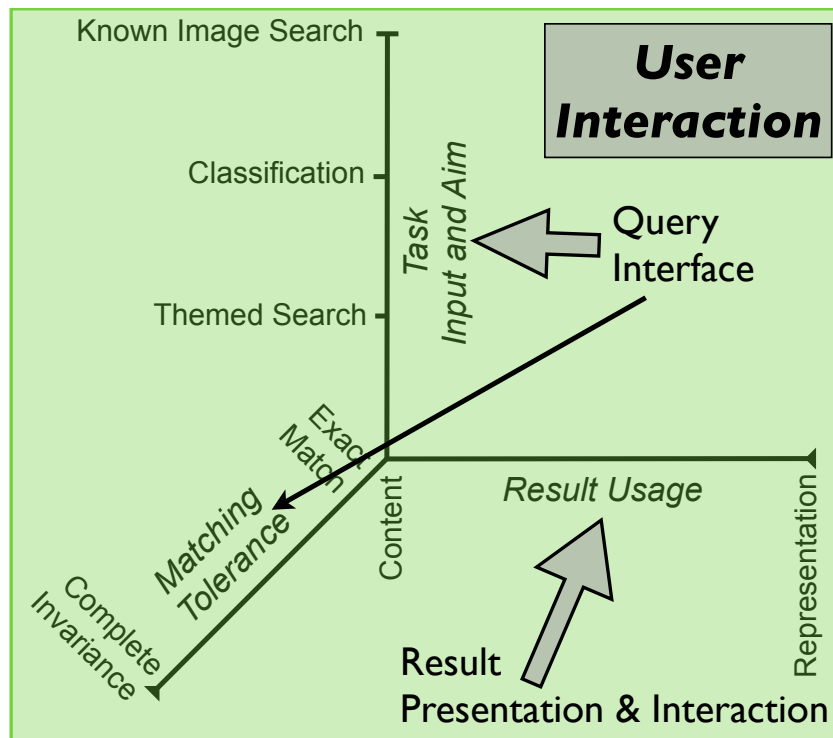 Known Image Search
User
Interaction
Classification
Task
Input and Aim
Query
Interface
Themed Search
Exact
Match
Matching
Tolerance
Complete
Invariance
Content
Result Usage
Representation
Result
Presentation & Interaction